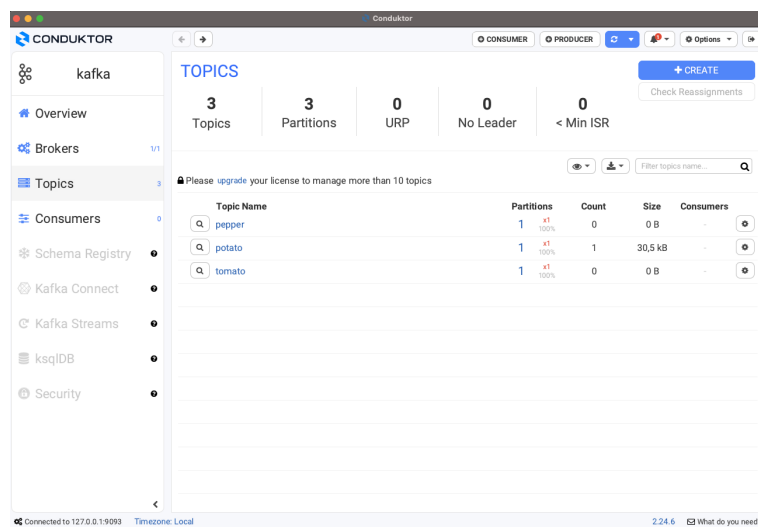 Conduktor
CONDUKTOR
CONSUMER
PRODUCER
Options
kafka
TOPICS
CREATE
Check Reassignments
3
3
0
0
0
Topics
Partitions
URP
No Leader
< Min ISR
Overview
Brokers 1/1
Topics 3
Consumers 0
Schema Registry
Kafka Connect
Kafka Streams
ksqlDB
Security
Filter topics name...
Please upgrade your license to manage more than 10 topics
Topic Name Partitions Count Size Consumers
pepper 1 x1 100% 0 0 B -
potato 1 x1 100% 1 30,5 kB -
tomato 1 x1 100% 0 0 B -
Connected to 127.0.0.1:9093 Timezone: Local 2.24.6 What do you need